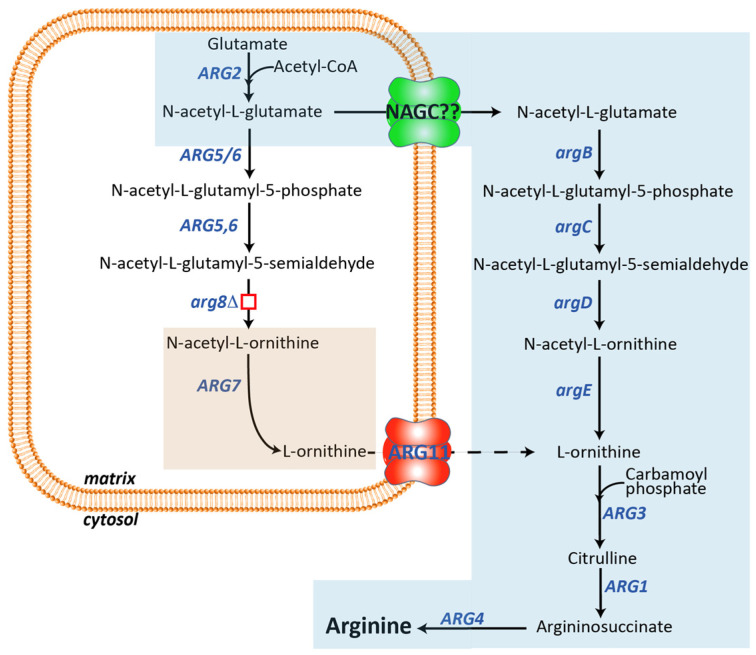 Glutamate
ARG2
Acetyl-CoA
N-acetyl-L-glutamate
NAGC??
N-acetyl-L-glutamate
ARG5/6
argB
N-acetyl-L-glutamyl-5-phosphate
N-acetyl-L-glutamyl-5-phosphate
ARG5,6
argC
N-acetyl-L-glutamyl-5-semialdehyde
N-acetyl-L-glutamyl-5-semialdehyde
arg8Δ
argD
N-acetyl-L-ornithine
N-acetyl-L-ornithine
ARG7
argE
L-ornithine
ARG11
L-ornithine
matrix
cytosol
Carbamoyl
phosphate
ARG3
Citrulline
ARG1
Arginine
ARG4
Argininosuccinate